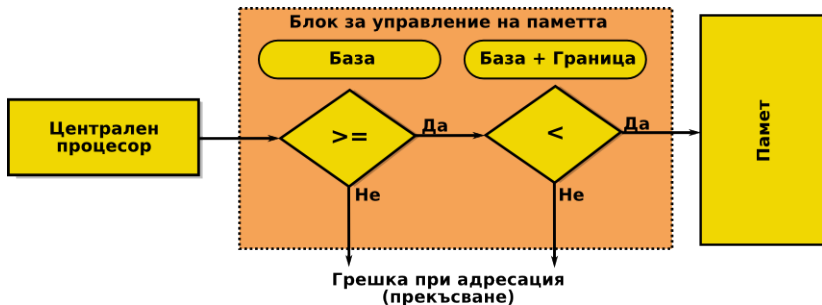 Блок за управление на паметта
База
База + Граница
Централен
процесор
>=
Да
<
Да
Памет
Не
Не
Грешка при адресация
(прекъсване)